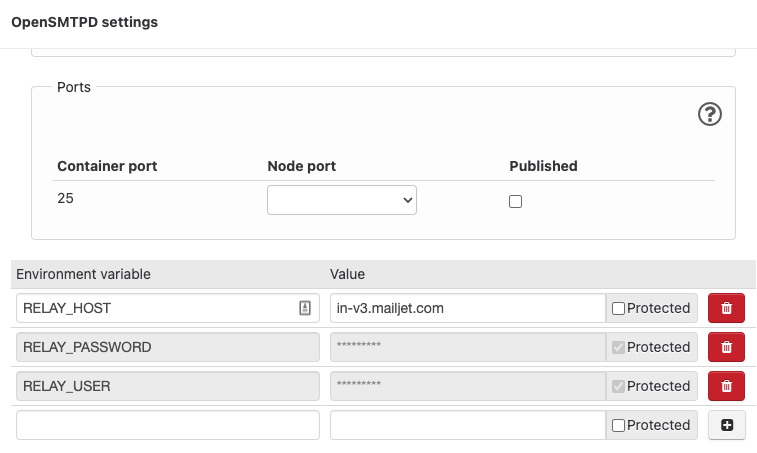 OpenSMTPD settings
Ports
Container port Node port Published
25
Environment variable Value
RELAY_HOST in-v3.mailjet.com Protected
RELAY_PASSWORD ********* Protected
RELAY_USER ********* Protected
Protected